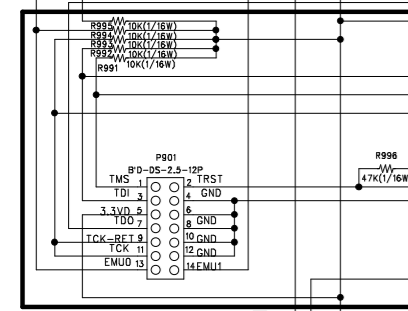 R995 10K(1/16W)
R994 10K(1/16W)
R993 10K(1/16W)
R992 10K(1/16W)
R991 10K(1/16W)
R996
47K(1/16W
P901
B'D-DS-2.5-12P
TMS 1 2 TRST
TDI 3 4 GND
3.3VD 5 6
TDO 7 8 GND
TCK-RET 9 10 GND
TCK 11 12 GND
EMU0 13 14 EMU1